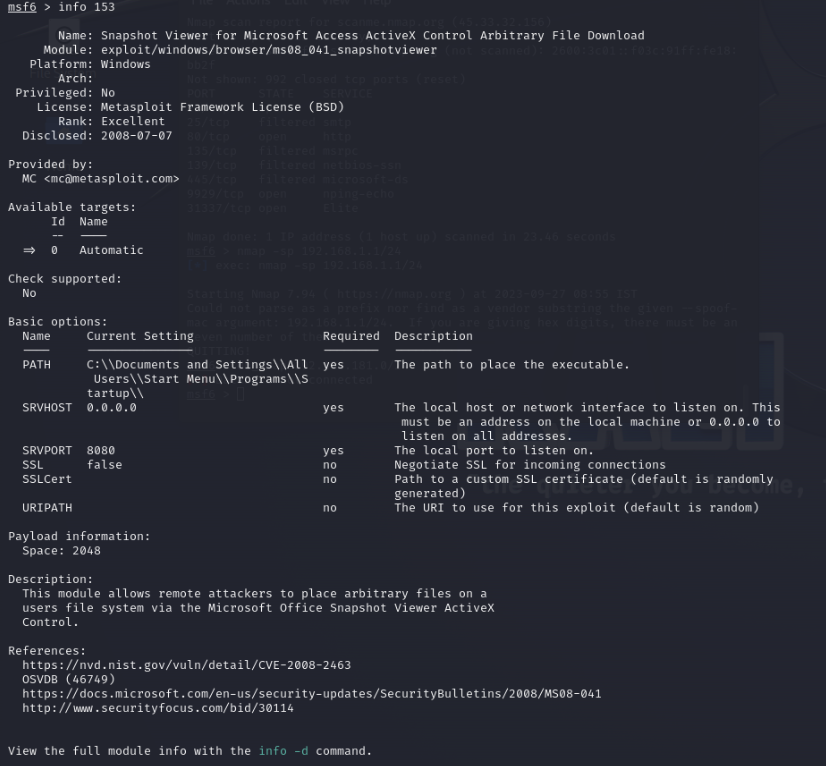 msf6 > info 153
Name: Snapshot Viewer for Microsoft Access ActiveX Control Arbitrary File Download
Module: exploit/windows/browser/ms08_041_snapshotviewer
Platform: Windows
Arch:
Privileged: No
License: Metasploit Framework License (BSD)
Rank: Excellent
Disclosed: 2008-07-07
Provided by:
MC <mc@metasploit.com>
Available targets:
Id  Name
--  ----
=>  0   Automatic
Check supported:
No
Basic options:
Name     Current Setting     Required  Description
----     ---------------     --------  -----------
PATH     C:\\Documents and Settings\\All  yes  The path to place the executable.
Users\\Start Menu\\Programs\\S
tartup\\
SRVHOST  0.0.0.0  yes  The local host or network interface to listen on. This
must be an address on the local machine or 0.0.0.0 to
listen on all addresses.
SRVPORT  8080  yes  The local port to listen on.
SSL      false  no  Negotiate SSL for incoming connections
SSLCert  no  Path to a custom SSL certificate (default is randomly
generated)
URIPATH  no  The URI to use for this exploit (default is random)
Payload information:
Space: 2048
Description:
This module allows remote attackers to place arbitrary files on a
users file system via the Microsoft Office Snapshot Viewer ActiveX
Control.
References:
https://nvd.nist.gov/vuln/detail/CVE-2008-2463
OSVDB (46749)
https://docs.microsoft.com/en-us/security-updates/SecurityBulletins/2008/MS08-041
http://www.securityfocus.com/bid/30114
View the full module info with the info -d command.
the quieter you become,